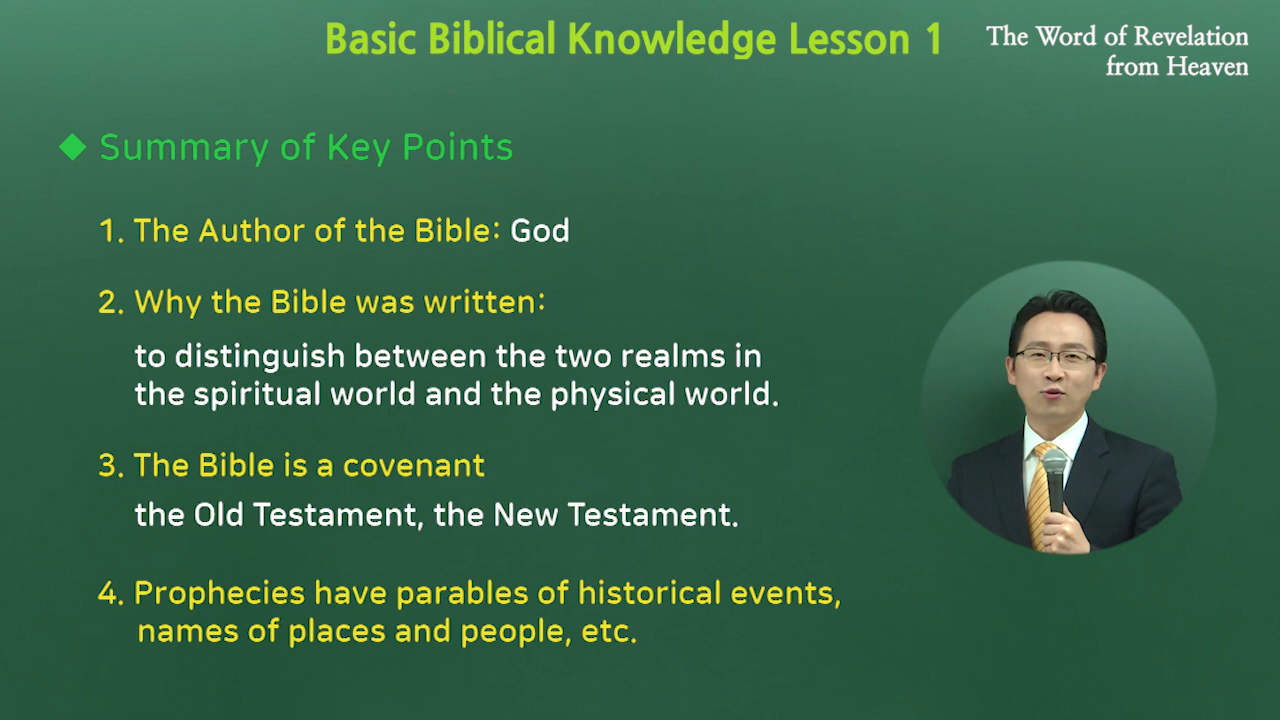 Basic Biblical Knowledge Lesson 1
The Word of Revelation
from Heaven
◆ Summary of Key Points
1. The Author of the Bible: God
2. Why the Bible was written:
to distinguish between the two realms in
the spiritual world and the physical world.
3. The Bible is a covenant
the Old Testament, the New Testament.
4. Prophecies have parables of historical events,
names of places and people, etc.